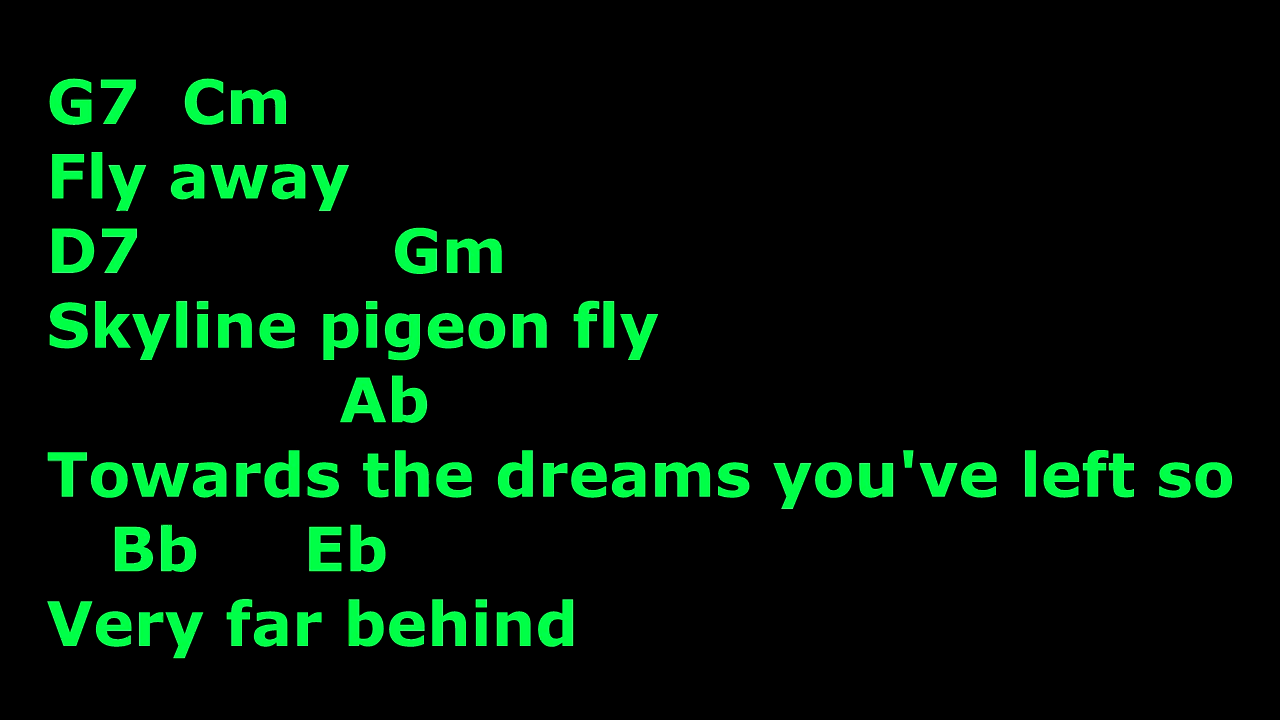 G7  Cm
Fly away
D7            Gm
Skyline pigeon fly
              Ab
Towards the dreams you've left so
   Bb     Eb
Very far behind